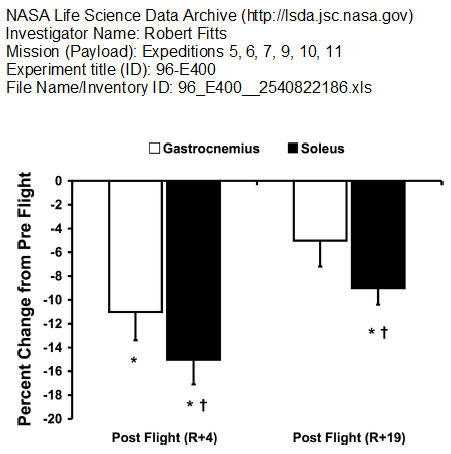 NASA Life Science Data Archive (http://lsda.jsc.nasa.gov)
Investigator Name: Robert Fitts
Mission (Payload): Expeditions 5, 6, 7, 9, 10, 11
Experiment title (ID): 96-E400
File Name/Inventory ID: 96_E400__2540822186.xls
Gastrocnemius Soleus
Percent Change from Pre Flight
0
-2
-4
-6
-8
-10
-12
-14
-16
-18
-20
*
* †
* †
Post Flight (R+4) Post Flight (R+19)